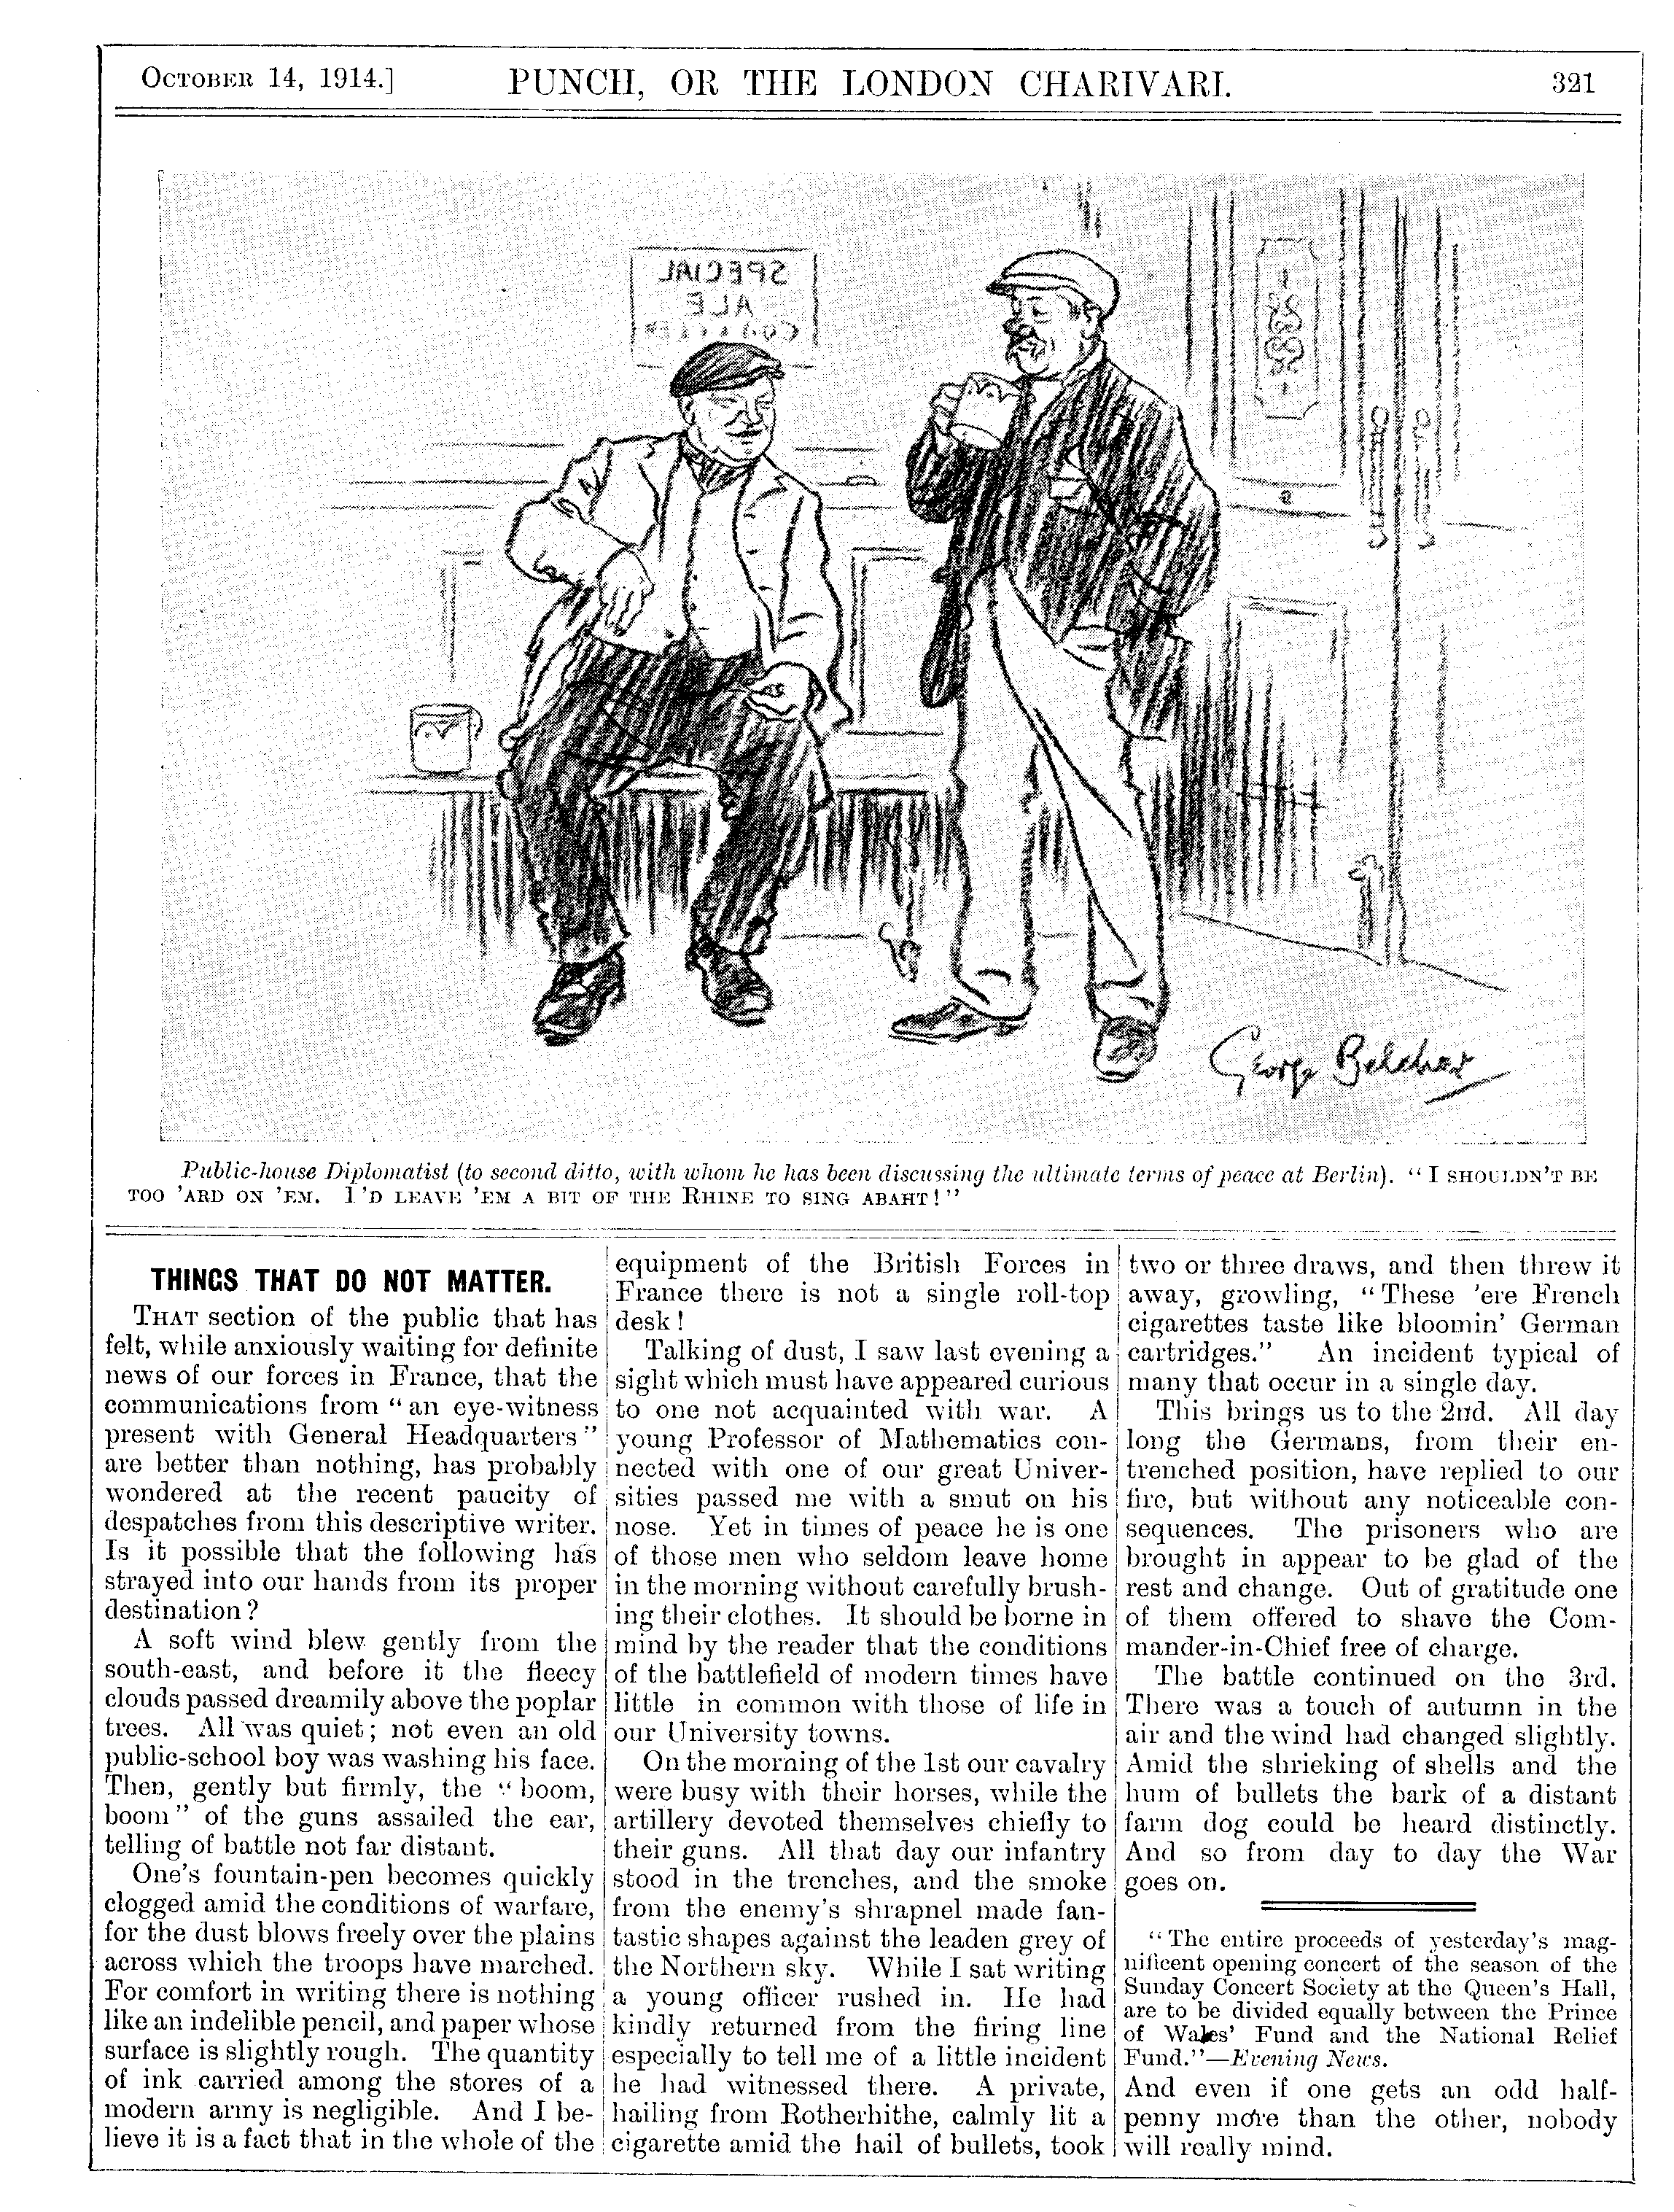 October 14, 1914.] PUNCH, OR THE LONDON CHARIVARI. 321
SPECIAL
ALE
George Belcher
Public-house Diplomatist (to second ditto, with whom he has been discussing the ultimate terms of peace at Berlin). "I shouldn't be
too 'ard on 'em. I'd leave 'em a bit of the Rhine to sing abaht!"
THINGS THAT DO NOT MATTER.
That section of the public that has
felt, while anxiously waiting for definite
news of our forces in France, that the
communications from "an eye-witness
present with General Headquarters"
are better than nothing, has probably
wondered at the recent paucity of
despatches from this descriptive writer.
Is it possible that the following has
strayed into our hands from its proper
destination?
A soft wind blew gently from the
south-east, and before it the fleecy
clouds passed dreamily above the poplar
trees. All was quiet; not even an old
public-school boy was washing his face.
Then, gently but firmly, the "boom,
boom" of the guns assailed the ear,
telling of battle not far distant.
One's fountain-pen becomes quickly
clogged amid the conditions of warfare,
for the dust blows freely over the plains
across which the troops have marched.
For comfort in writing there is nothing
like an indelible pencil, and paper whose
surface is slightly rough. The quantity
of ink carried among the stores of a
modern army is negligible. And I be-
lieve it is a fact that in the whole of the
equipment of the British Forces in
France there is not a single roll-top
desk!
Talking of dust, I saw last evening a
sight which must have appeared curious
to one not acquainted with war. A
young Professor of Mathematics con-
nected with one of our great Univer-
sities passed me with a smut on his
nose. Yet in times of peace he is one
of those men who seldom leave home
in the morning without carefully brush-
ing their clothes. It should be borne in
mind by the reader that the conditions
of the battlefield of modern times have
little in common with those of life in
our University towns.
On the morning of the 1st our cavalry
were busy with their horses, while the
artillery devoted themselves chiefly to
their guns. All that day our infantry
stood in the trenches, and the smoke
from the enemy's shrapnel made fan-
tastic shapes against the leaden grey of
the Northern sky. While I sat writing
a young officer rushed in. He had
kindly returned from the firing line
especially to tell me of a little incident
he had witnessed there. A private,
hailing from Rotherhithe, calmly lit a
cigarette amid the hail of bullets, took
two or three draws, and then threw it
away, growling, "These 'ere French
cigarettes taste like bloomin' German
cartridges." An incident typical of
many that occur in a single day.
This brings us to the 2nd. All day
long the Germans, from their en-
trenched position, have replied to our
fire, but without any noticeable con-
sequences. The prisoners who are
brought in appear to be glad of the
rest and change. Out of gratitude one
of them offered to shave the Com-
mander-in-Chief free of charge.
The battle continued on the 3rd.
There was a touch of autumn in the
air and the wind had changed slightly.
Amid the shrieking of shells and the
hum of bullets the bark of a distant
farm dog could be heard distinctly.
And so from day to day the War
goes on.
"The entire proceeds of yesterday's mag-
nificent opening concert of the season of the
Sunday Concert Society at the Queen's Hall,
are to be divided equally between the Prince
of Wales' Fund and the National Relief
Fund."—Evening News.
And even if one gets an odd half-
penny more than the other, nobody
will really mind.